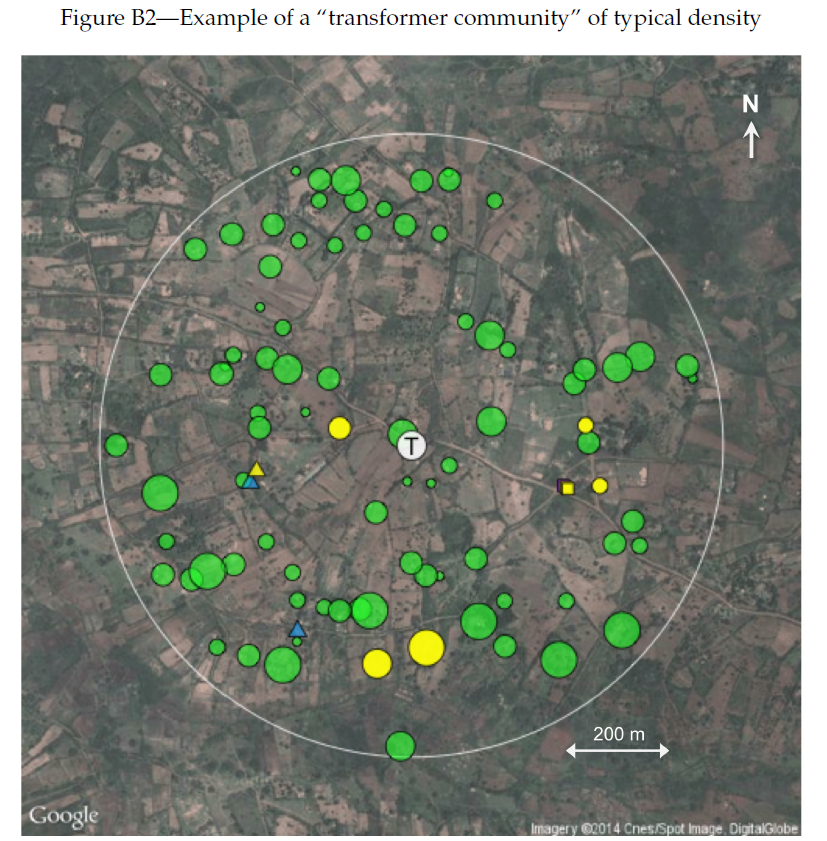 Figure B2—Example of a “transformer community” of typical density
N
T
200 m
Google
Imagery ©2014 Cnes/Spot Image, DigitalGlobe